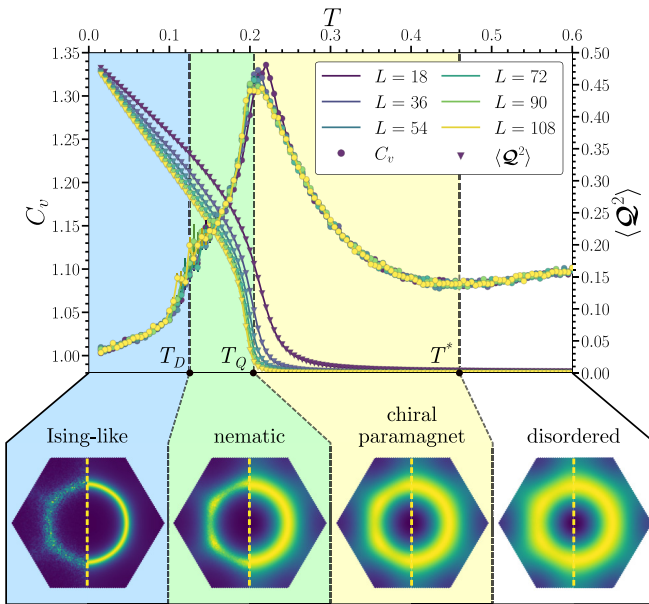 T
0.0 0.1 0.2 0.3 0.4 0.5 0.6
1.35
1.30
1.25
1.20
1.15
1.10
1.05
1.00
C_v
0.50
0.45
0.40
0.35
0.30
0.25
0.20
0.15
0.10
0.05
0.00
⟨𝓠²⟩
L = 18 L = 72
L = 36 L = 90
L = 54 L = 108
C_v ⟨𝓠²⟩
T_D T_Q T*
Ising-like nematic chiral paramagnet disordered